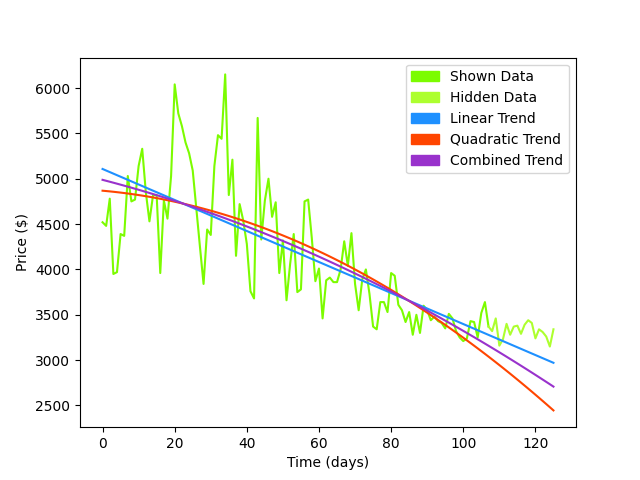 Shown Data
Hidden Data
Linear Trend
Quadratic Trend
Combined Trend
6000
5500
5000
4500
4000
3500
3000
2500
Price ($)
0 20 40 60 80 100 120
Time (days)